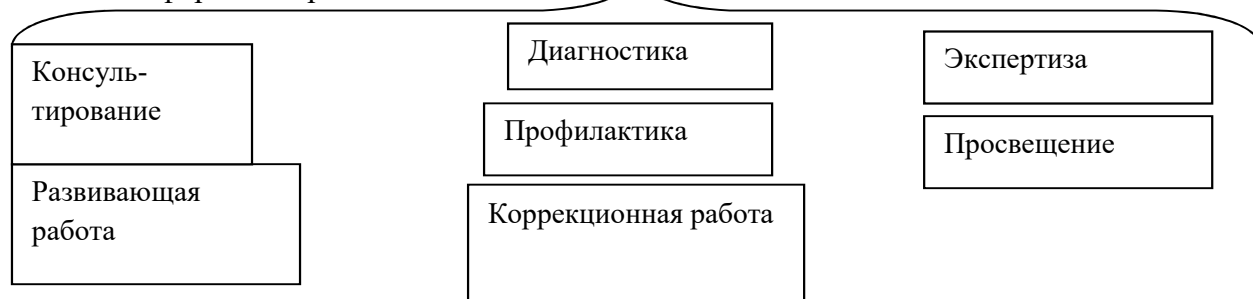 Консуль-
тирование
Развивающая
работа
Диагностика
Профилактика
Коррекционная работа
Экспертиза
Просвещение